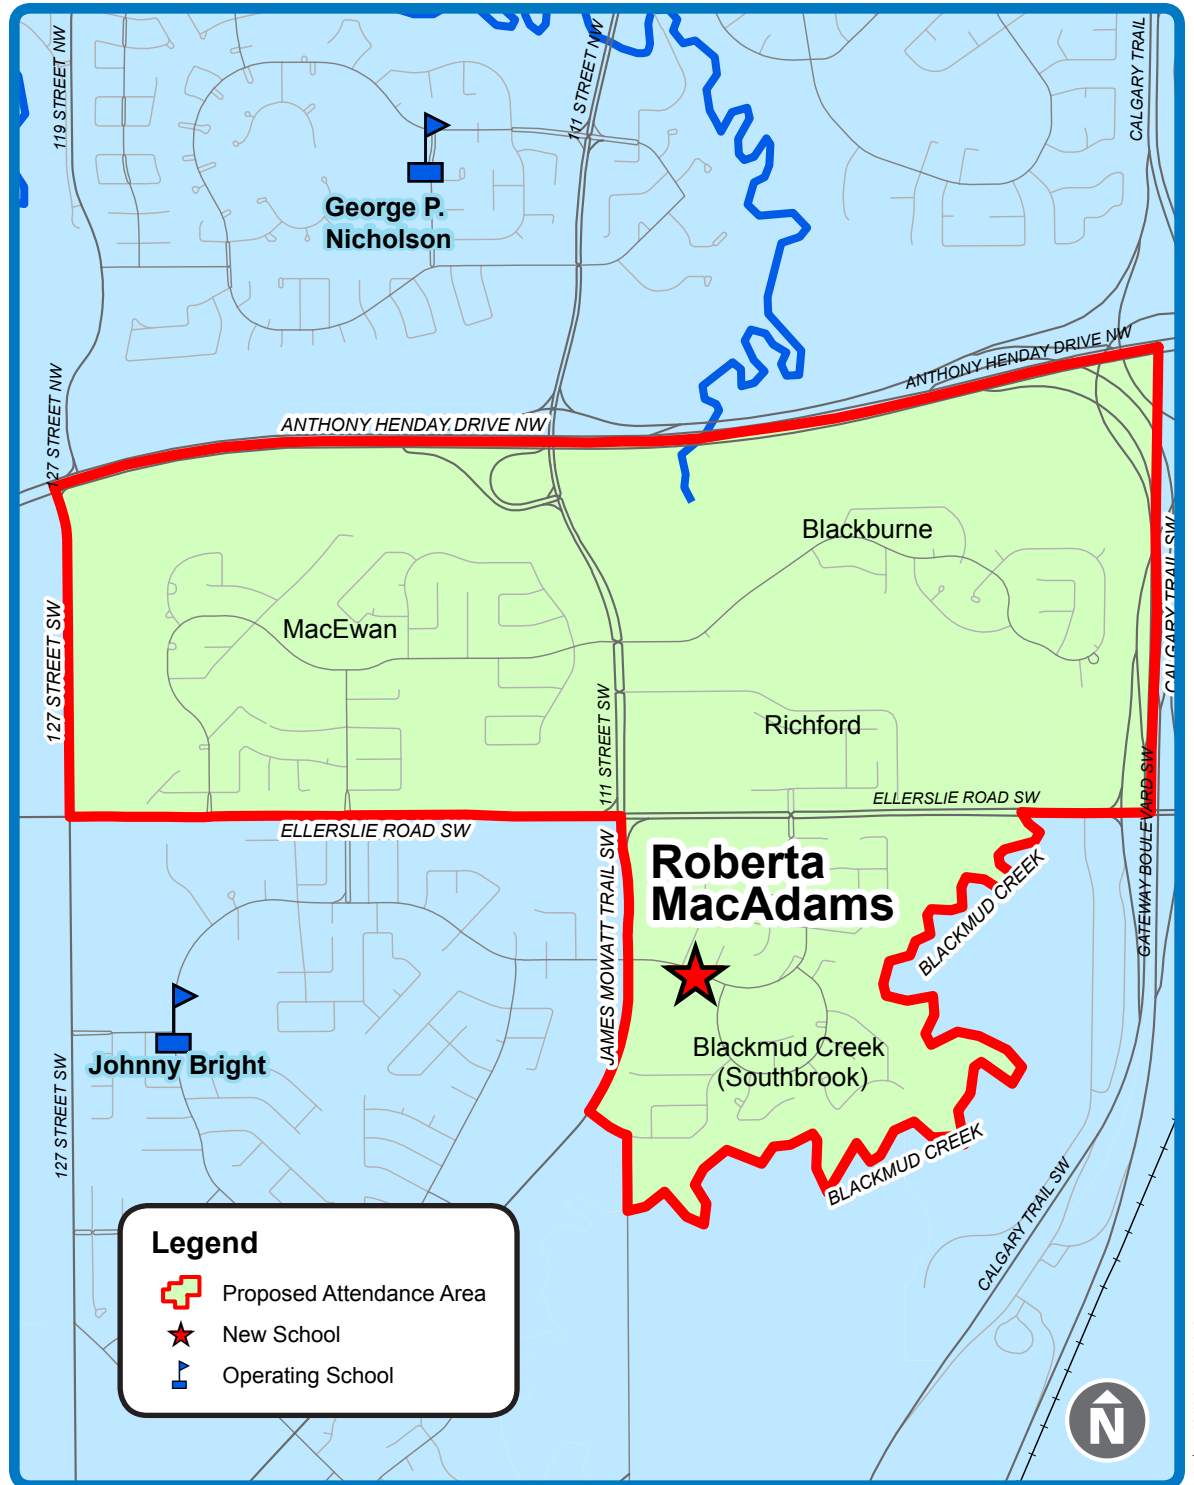 119 STREET NW
111 STREET NW
CALGARY TRAIL
George P.
Nicholson
ANTHONY HENDAY DRIVE NW
127 STREET NW
ANTHONY HENDAY DRIVE NW
Blackburne
CALGARY TRAIL SW
MacEwan
127 STREET SW
111 STREET SW
Richford
ELLERSLIE ROAD SW
GATEWAY BOULEVARD SW
ELLERSLIE ROAD SW
JAMES MOWATT TRAIL SW
Roberta
MacAdams
BLACKMUD CREEK
Johnny Bright
Blackmud Creek
(Southbrook)
127 STREET SW
BLACKMUD CREEK
CALGARY TRAIL SW
Legend
Proposed Attendance Area
New School
Operating School
N